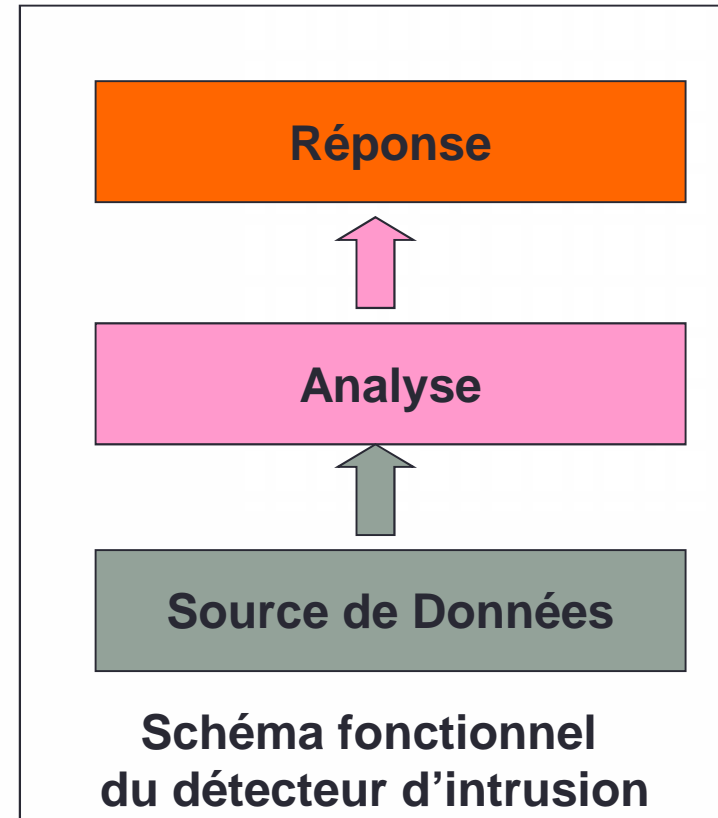 Réponse
Analyse
Source de Données
Schéma fonctionnel
du détecteur d’intrusion